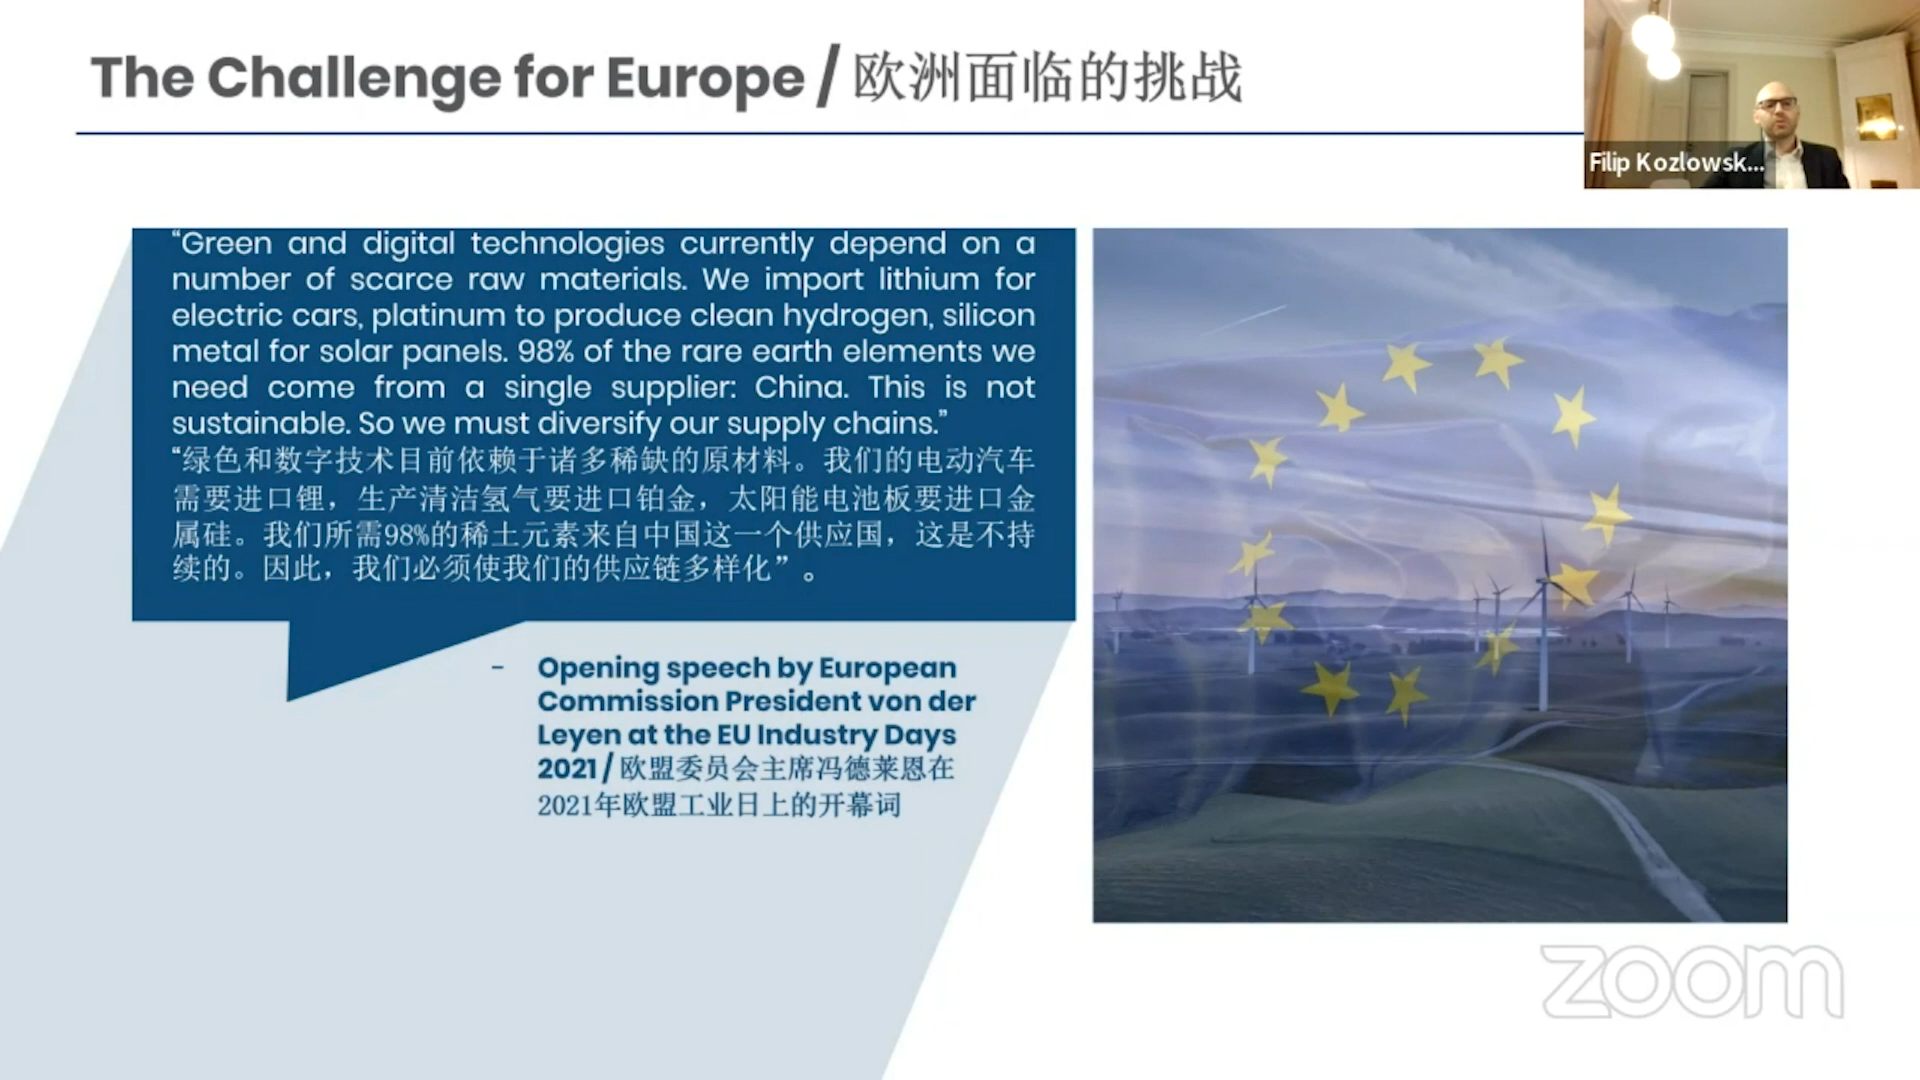 The Challenge for Europe / 欧洲面临的挑战
Filip Kozlowsk...
“Green and digital technologies currently depend on a
number of scarce raw materials. We import lithium for
electric cars, platinum to produce clean hydrogen, silicon
metal for solar panels. 98% of the rare earth elements we
need come from a single supplier: China. This is not
sustainable. So we must diversify our supply chains.”
“绿色和数字技术目前依赖于诸多稀缺的原材料。我们的电动汽车
需要进口锂，生产清洁氢气要进口铂金，太阳能电池板要进口金
属硅。我们所需98%的稀土元素来自中国这一个供应国，这是不持
续的。因此，我们必须使我们的供应链多样化”。
- Opening speech by European
Commission President von der
Leyen at the EU Industry Days
2021 / 欧盟委员会主席冯德莱恩在
2021年欧盟工业日上的开幕词
zoom